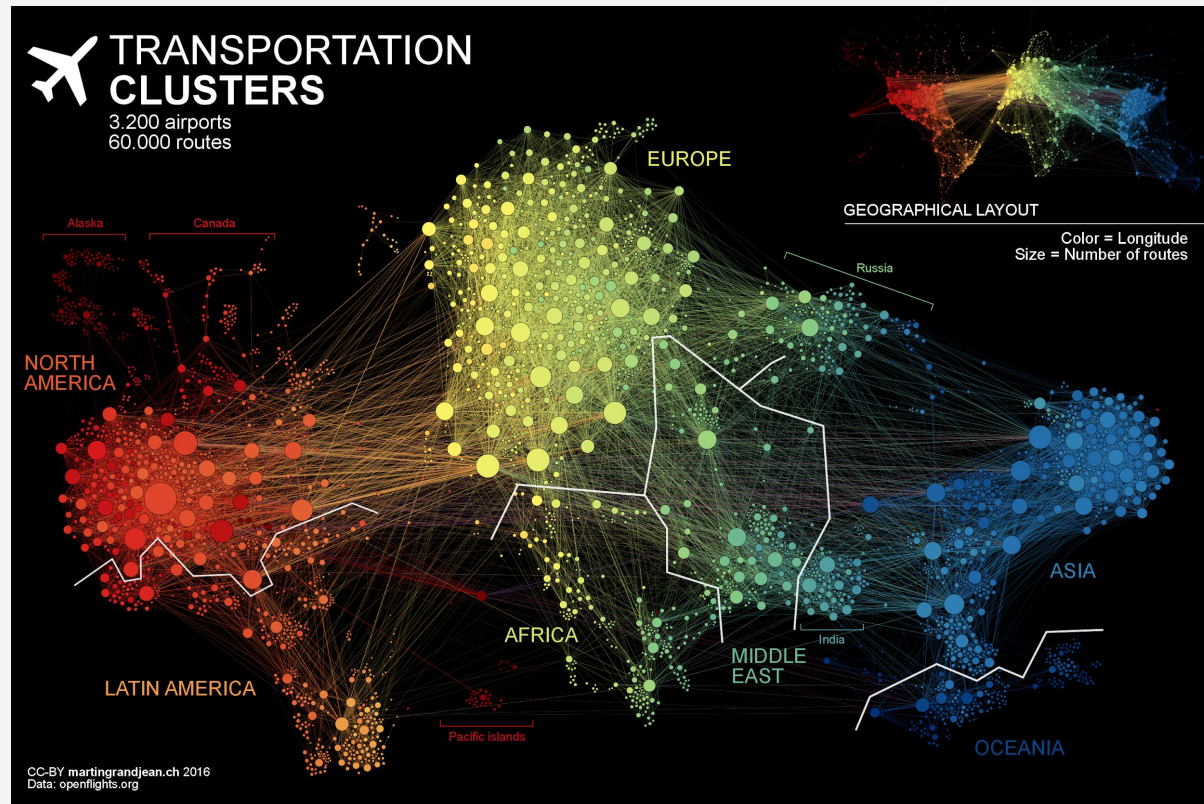 TRANSPORTATION
CLUSTERS
3.200 airports
60.000 routes
EUROPE
GEOGRAPHICAL LAYOUT
Color = Longitude
Size = Number of routes
Alaska
Canada
Russia
NORTH
AMERICA
ASIA
AFRICA
India
MIDDLE
EAST
LATIN AMERICA
Pacific islands
OCEANIA
CC-BY martingrandjean.ch 2016
Data: openflights.org